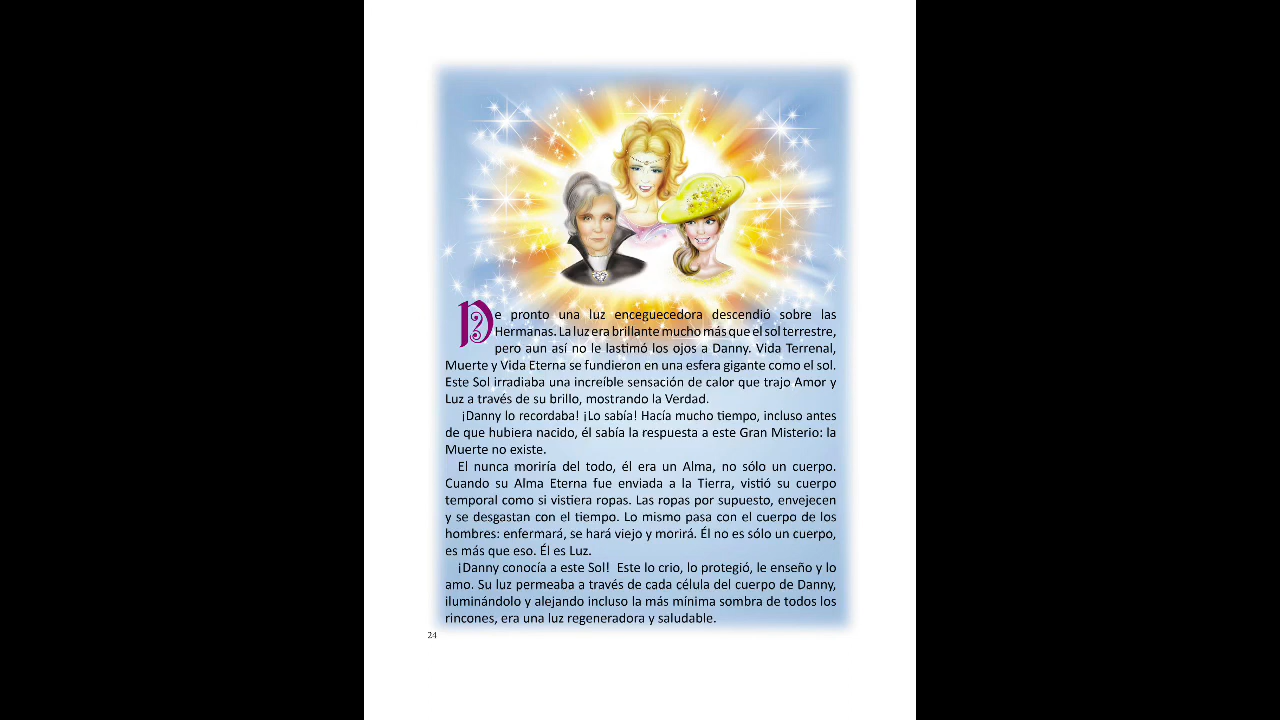 De pronto una luz enceguecedora descendió sobre las
Hermanas. La luz era brillante mucho más que el sol terrestre,
pero aun así no le lastimó los ojos a Danny. Vida Terrenal,
Muerte y Vida Eterna se fundieron en una esfera gigante como el sol.
Este Sol irradiaba una increíble sensación de calor que trajo Amor y
Luz a través de su brillo, mostrando la Verdad.
¡Danny lo recordaba! ¡Lo sabía! Hacía mucho tiempo, incluso antes
de que hubiera nacido, él sabía la respuesta a este Gran Misterio: la
Muerte no existe.
El nunca moriría del todo, él era un Alma, no sólo un cuerpo.
Cuando su Alma Eterna fue enviada a la Tierra, vistió su cuerpo
temporal como si vistiera ropas. Las ropas por supuesto, envejecen
y se desgastan con el tiempo. Lo mismo pasa con el cuerpo de los
hombres: enfermará, se hará viejo y morirá. Él no es sólo un cuerpo,
es más que eso. Él es Luz.
¡Danny conocía a este Sol! Este lo crio, lo protegió, le enseño y lo
amo. Su luz permeaba a través de cada célula del cuerpo de Danny,
iluminándolo y alejando incluso la más mínima sombra de todos los
rincones, era una luz regeneradora y saludable.
24